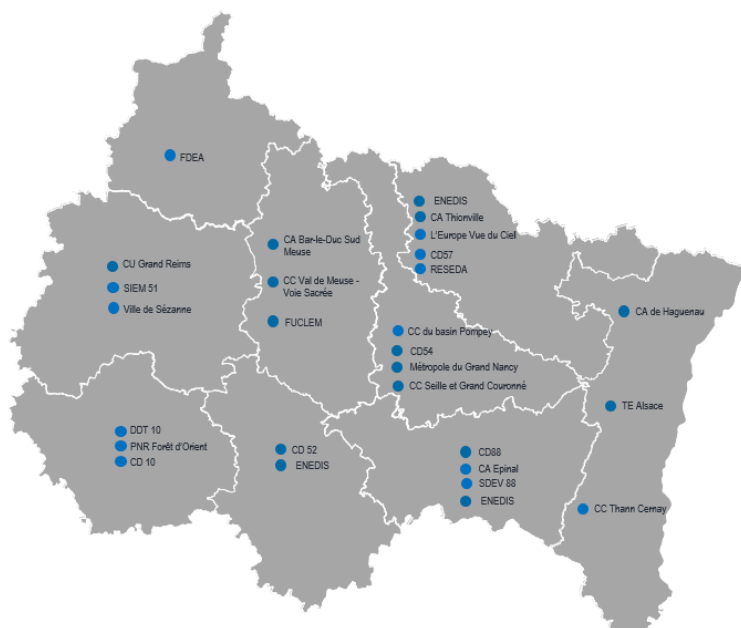 FDEA
ENEDIS
CA Thionville
L'Europe Vue du Ciel
CD57
RESEDA
CA Bar-le-Duc Sud
Meuse
CC Val de Meuse -
Voie Sacrée
FUCLEM
CU Grand Reims
SIEM 51
Ville de Sézanne
CA de Haguenau
CC du basin Pompey
CD54
Métropole du Grand Nancy
CC Seille et Grand Couronné
TE Alsace
DDT 10
PNR Forêt d'Orient
CD 10
CD 52
ENEDIS
CD88
CA Epinal
SDEV 88
ENEDIS
CC Thann Cernay